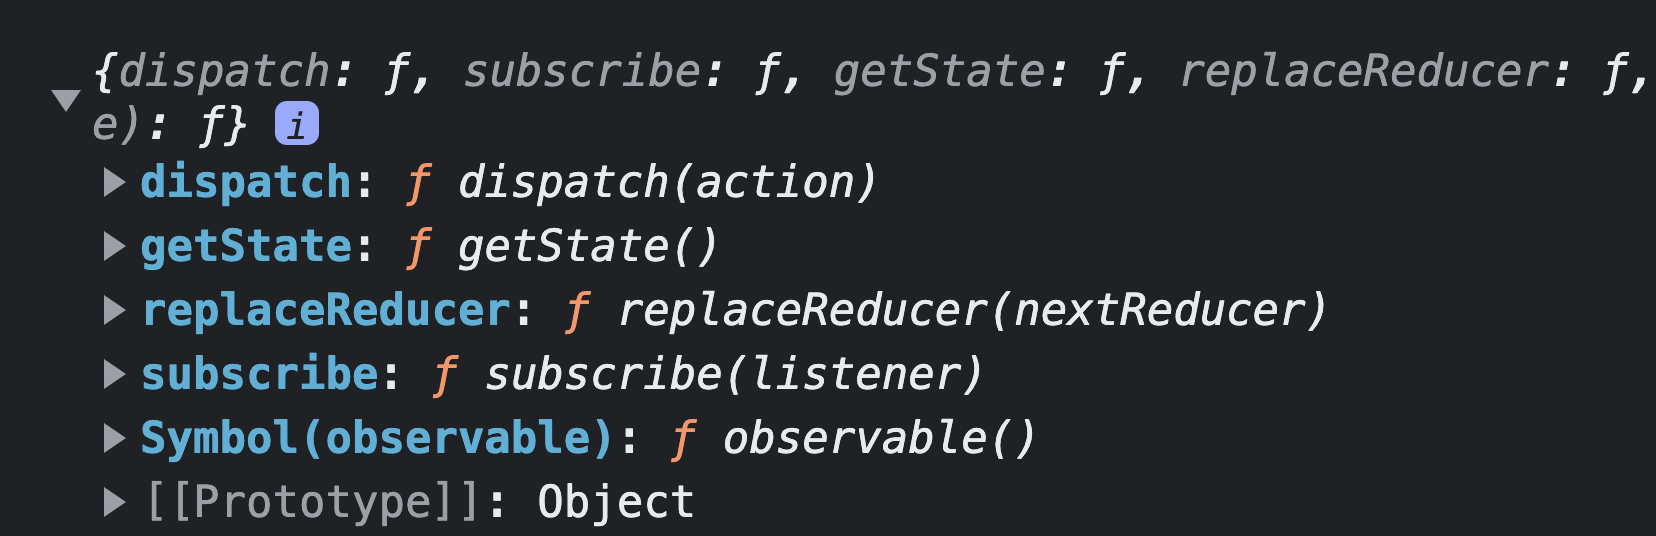 {dispatch: ƒ, subscribe: ƒ, getState: ƒ, replaceReducer: ƒ,
e): ƒ} i
dispatch: ƒ dispatch(action)
getState: ƒ getState()
replaceReducer: ƒ replaceReducer(nextReducer)
subscribe: ƒ subscribe(listener)
Symbol(observable): ƒ observable()
[[Prototype]]: Object